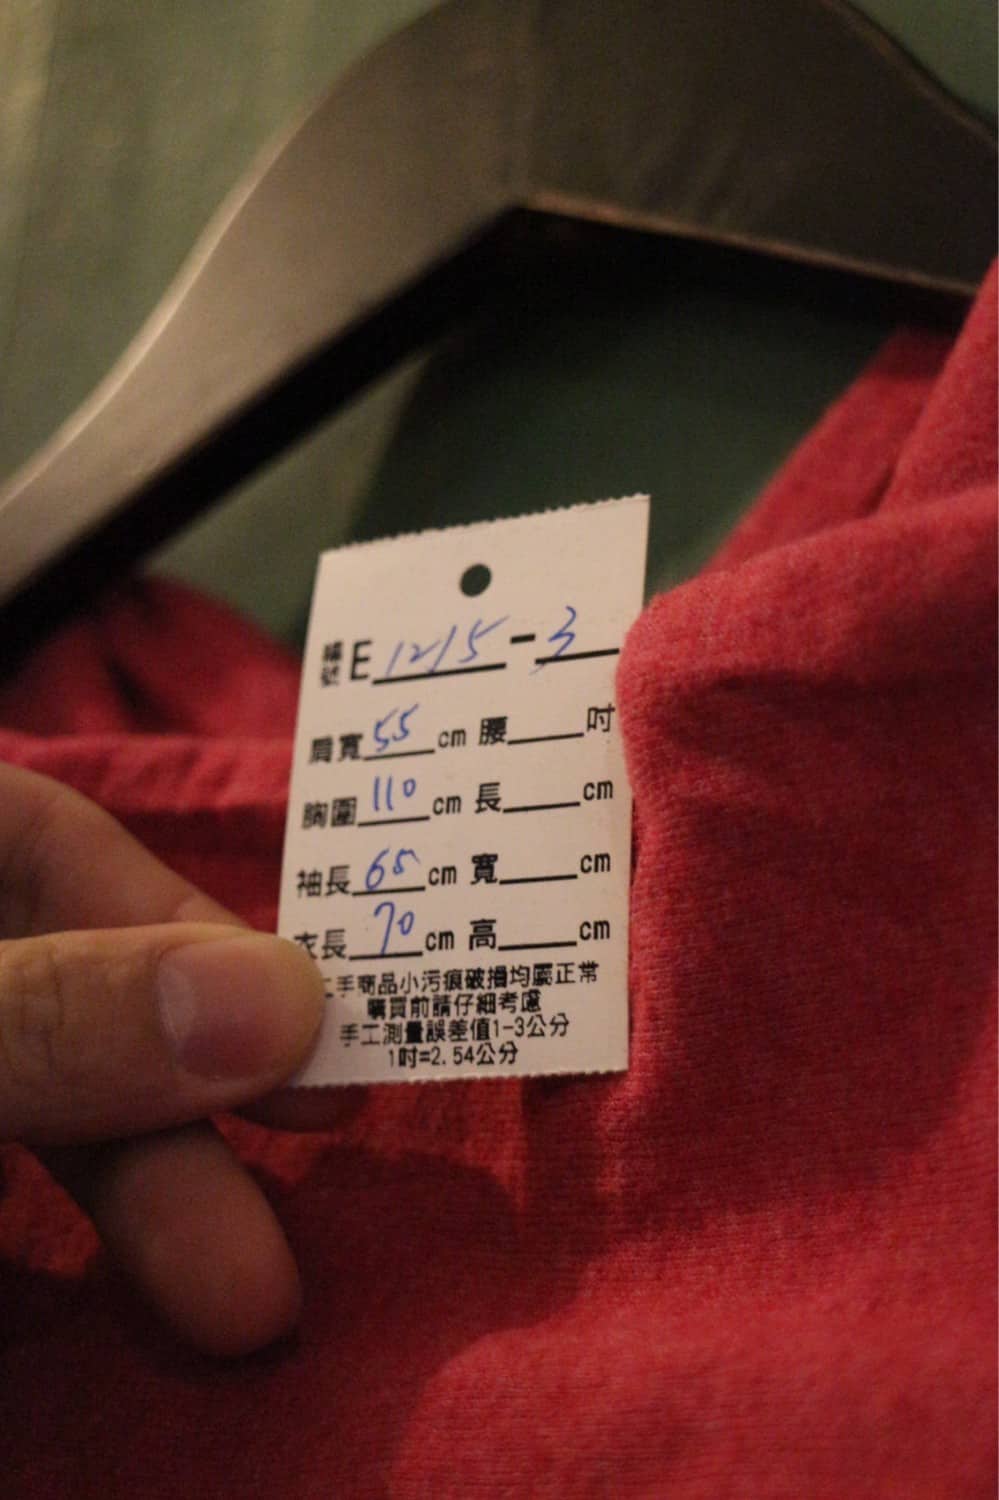 編號 E 1215-3
肩寬 55 cm 腰 吋
胸圍 110 cm 長 cm
袖長 65 cm 寬 cm
衣長 70 cm 高 cm
二手商品小污痕破損均屬正常
購買前請仔細考慮
手工測量誤差值1-3公分
1吋=2.54公分